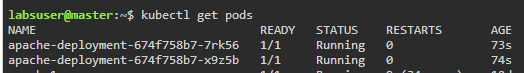 labsuser@master:~$ kubectl get pods
NAME READY STATUS RESTARTS AGE
apache-deployment-674f758b7-7rk56 1/1 Running 0 73s
apache-deployment-674f758b7-x9z5b 1/1 Running 0 74s